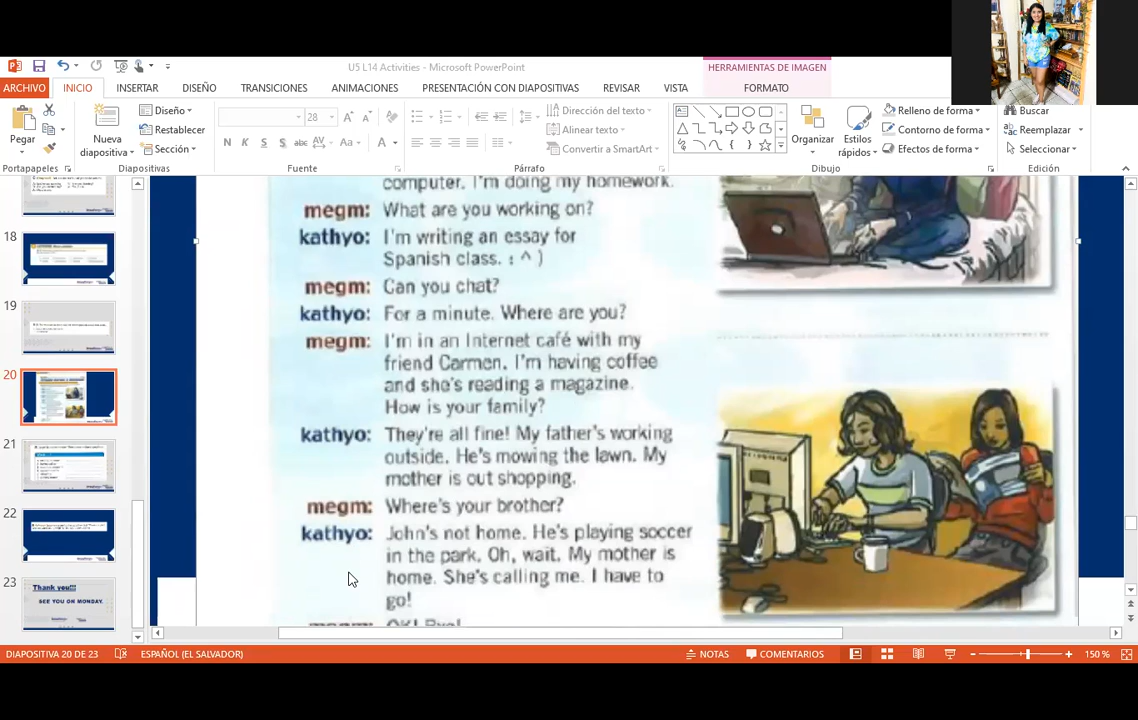 U5 L14 Activities - Microsoft PowerPoint
HERRAMIENTAS DE IMAGEN
ARCHIVO INICIO INSERTAR DISEÑO TRANSICIONES ANIMACIONES PRESENTACIÓN CON DIAPOSITIVAS REVISAR VISTA FORMATO
Pegar
Portapapeles
Nueva
diapositiva
Diseño
Restablecer
Sección
Diapositivas
28
N K S S abc AV Aa A
Fuente
Dirección del texto
Alinear texto
Convertir a SmartArt
Párrafo
Organizar
Estilos
rápidos
Relleno de forma
Contorno de forma
Efectos de forma
Dibujo
Buscar
Reemplazar
Seleccionar
Edición
18
19
20
21
22
23
Thank you!!!
SEE YOU ON MONDAY.
computer. I'm doing my homework.
megm: What are you working on?
kathyo: I'm writing an essay for
Spanish class. : ^ )
megm: Can you chat?
kathyo: For a minute. Where are you?
megm: I'm in an Internet café with my
friend Carmen. I'm having coffee
and she's reading a magazine.
How is your family?
kathyo: They're all fine! My father's working
outside. He's mowing the lawn. My
mother is out shopping.
megm: Where's your brother?
kathyo: John's not home. He's playing soccer
in the park. Oh, wait. My mother is
home. She's calling me. I have to
go!
megm: OK! Bye!
DIAPOSITIVA 20 DE 23 ESPAÑOL (EL SALVADOR) NOTAS COMENTARIOS 150 %